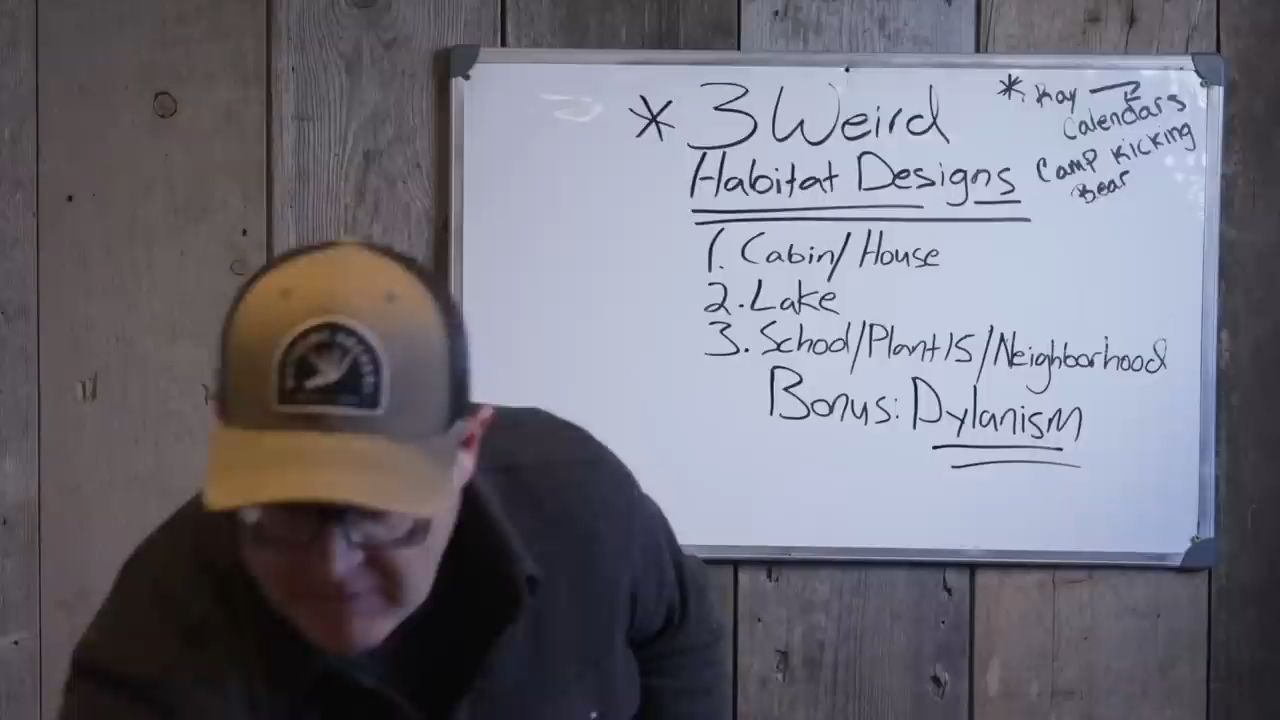 * 3 Weird
Habitat Designs
1. Cabin/House
2. Lake
3. School/Plant/S/Neighborhood
Bonus: Dylanism
* Kay →
Calendars
Camp Kicking
Bear